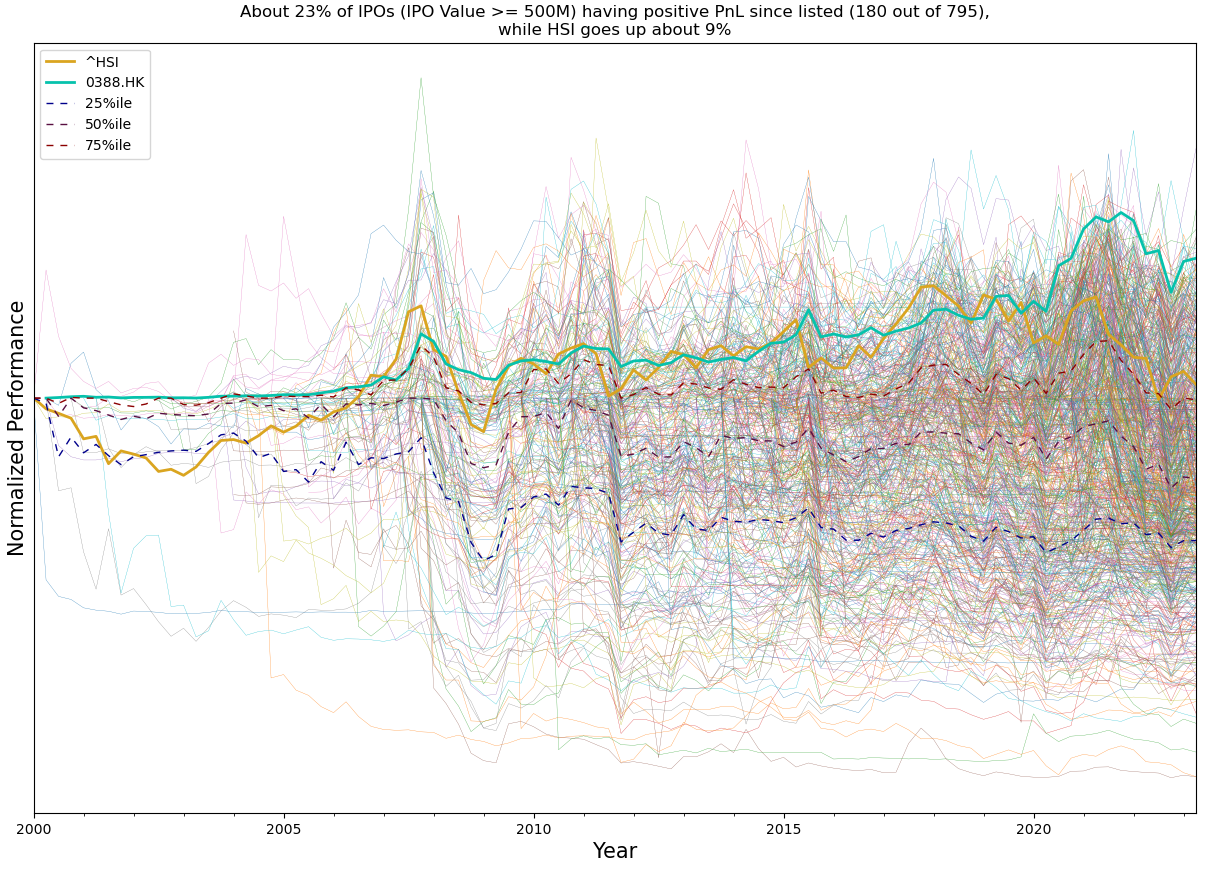 About 23% of IPOs (IPO Value >= 500M) having positive PnL since listed (180 out of 795),
while HSI goes up about 9%
^HSI
0388.HK
25%ile
50%ile
75%ile
Normalized Performance
2000
2005
2010
2015
2020
Year